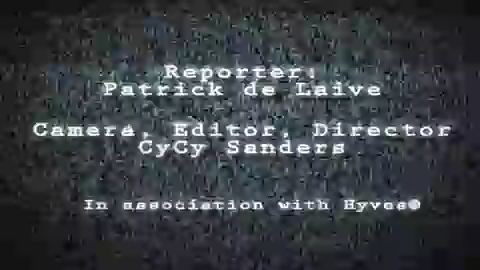 Reporter:
Patrick de Laive
Camera, Editor, Director
CyCy Sanders
In association with Hyves®